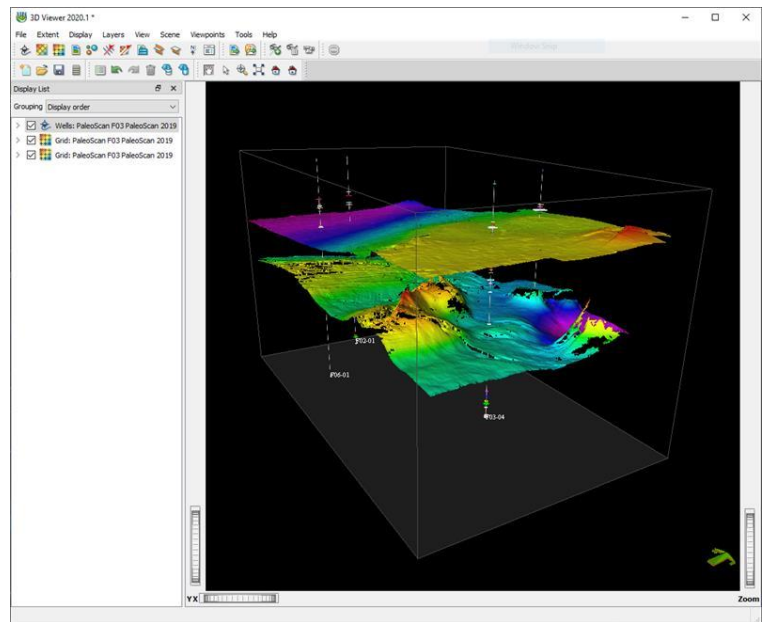 3D Viewer 2020.1 *
File Extent Display Layers View Scene Viewpoints Tools Help
Window Snip
Display List
Grouping Display order
Wells: PaleoScan F03 PaleoScan 2019
Grid: PaleoScan F03 PaleoScan 2019
Grid: PaleoScan F03 PaleoScan 2019
F02-01
F06-01
F03-04
Y X
Zoom